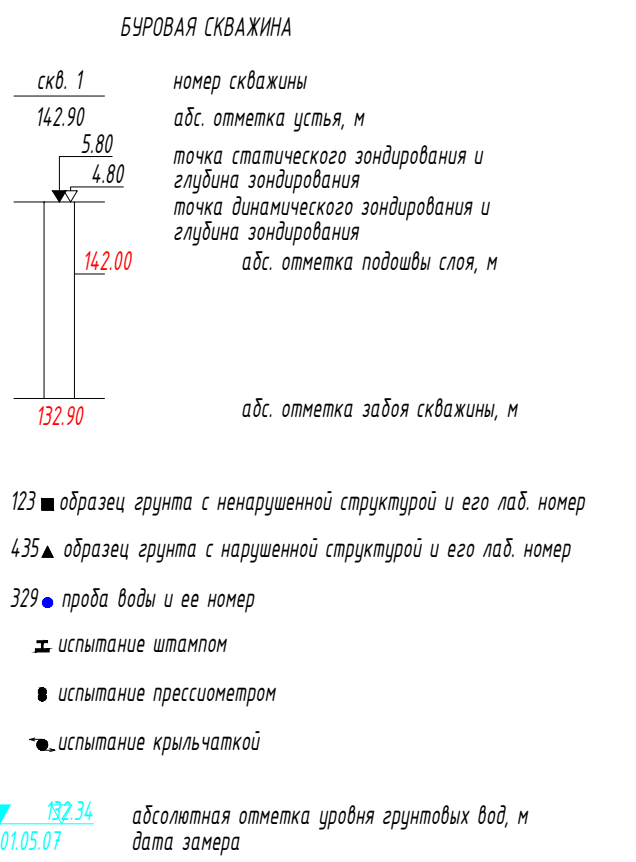 БУРОВАЯ СКВАЖИНА
скв. 1 номер скважины
142.90 абс. отметка устья, м
5.80 точка статического зондирования и
4.80 глубина зондирования
точка динамического зондирования и
глубина зондирования
142.00 абс. отметка подошвы слоя, м
132.90 абс. отметка забоя скважины, м
123 образец грунта с ненарушенной структурой и его лаб. номер
435 образец грунта с нарушенной структурой и его лаб. номер
329 проба воды и ее номер
испытание штампом
испытание прессиометром
испытание крыльчаткой
132.34 абсолютная отметка уровня грунтовых вод, м
01.05.07 дата замера